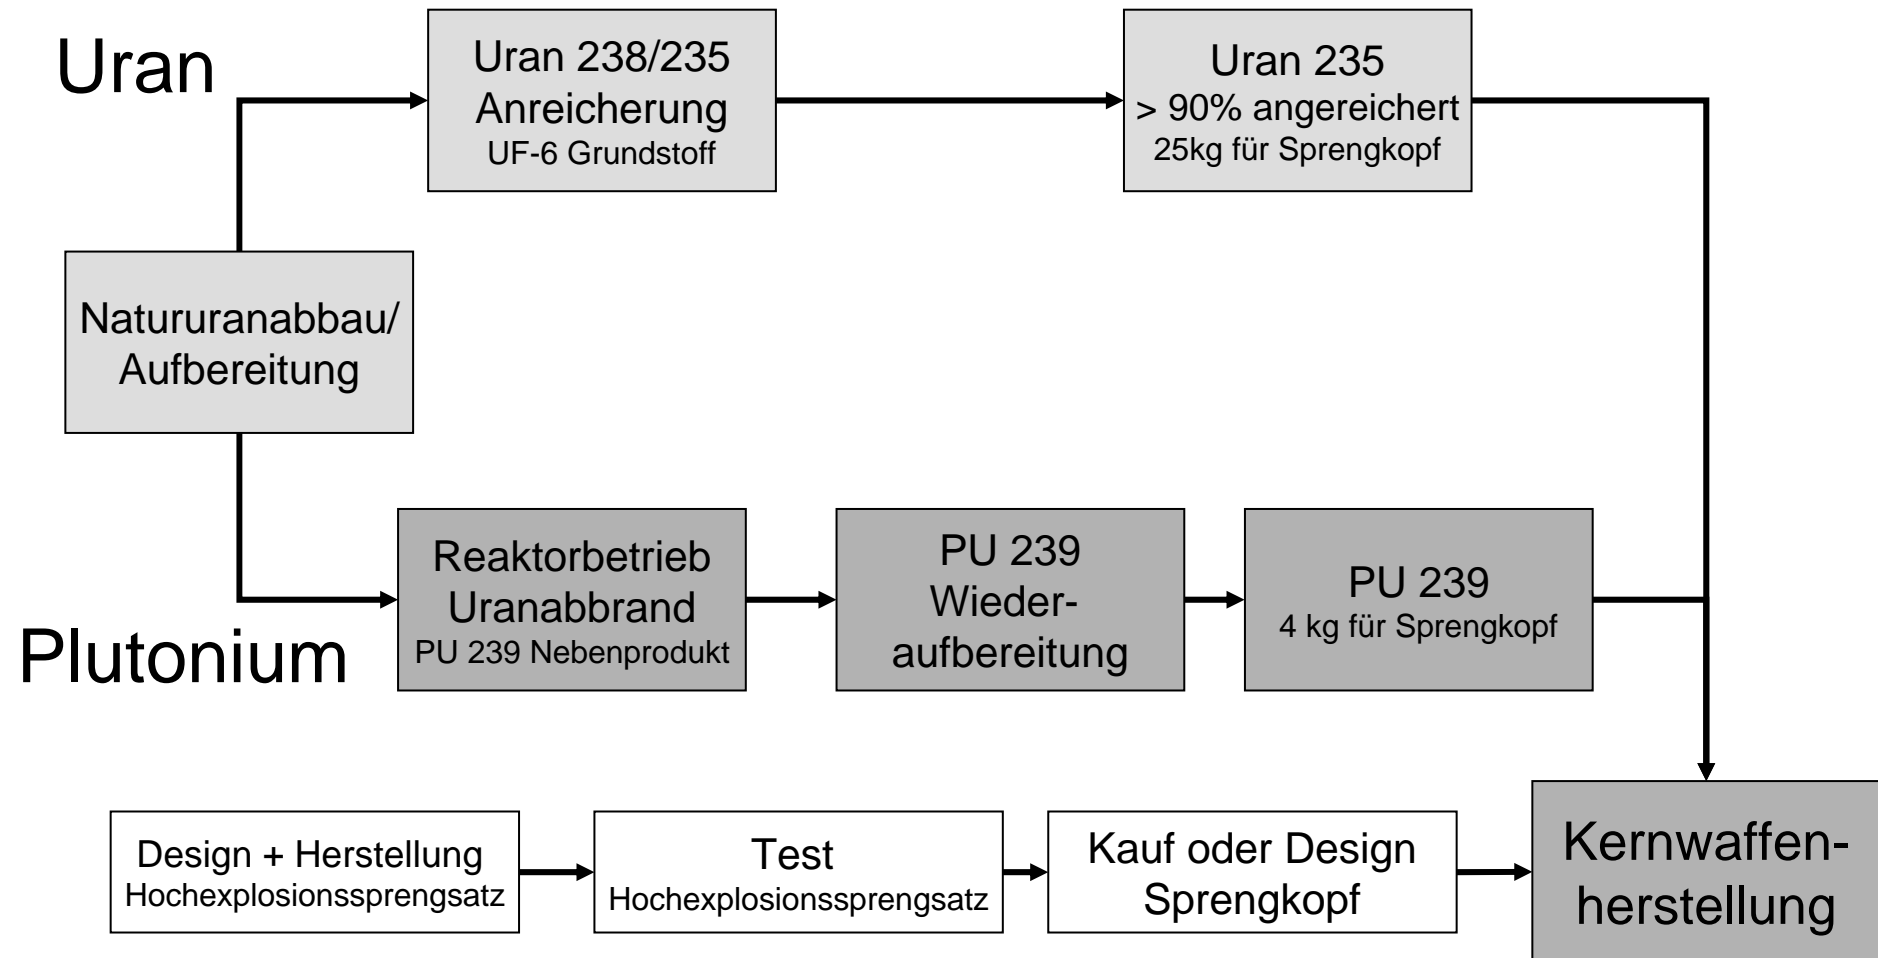 Uran
Uran 238/235
Anreicherung
UF-6 Grundstoff
Uran 235
> 90% angereichert
25kg für Sprengkopf
Natururanabbau/
Aufbereitung
Plutonium
Reaktorbetrieb
Uranabbrand
PU 239 Nebenprodukt
PU 239
Wieder-
aufbereitung
PU 239
4 kg für Sprengkopf
Design + Herstellung
Hochexplosionssprengsatz
Test
Hochexplosionssprengsatz
Kauf oder Design
Sprengkopf
Kernwaffen-
herstellung